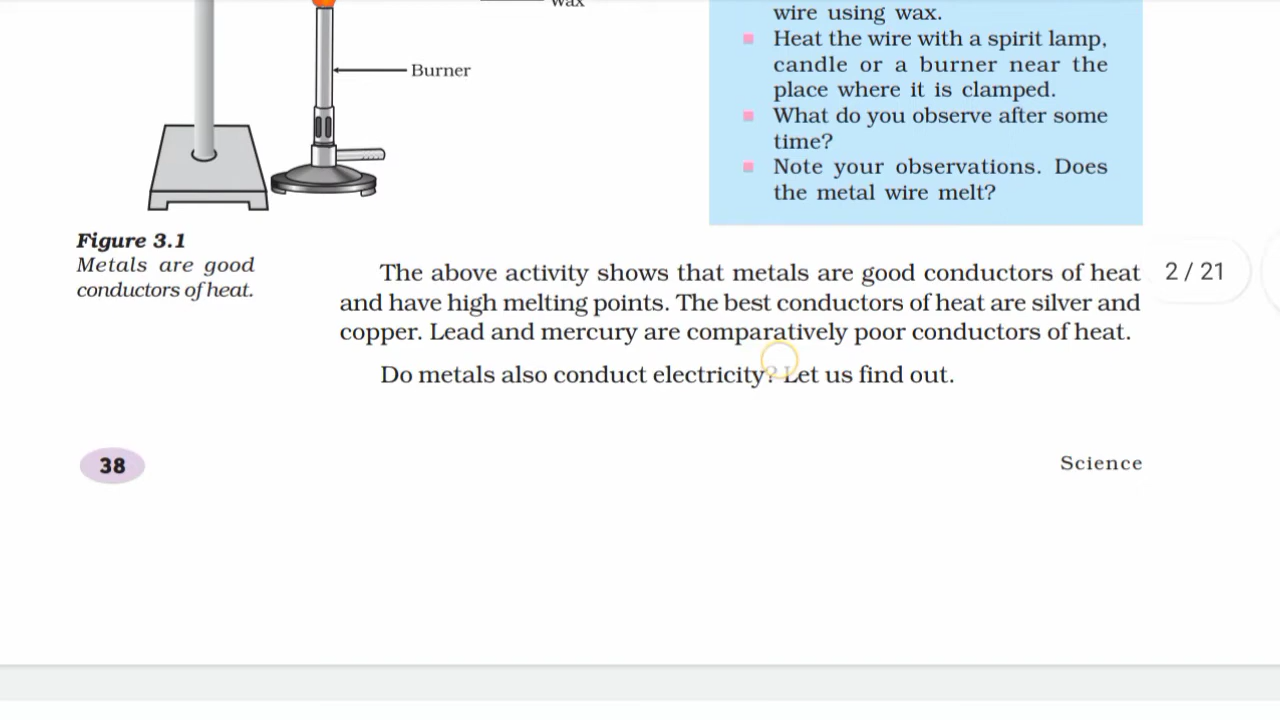 Wax
Burner
wire using wax.
Heat the wire with a spirit lamp,
candle or a burner near the
place where it is clamped.
What do you observe after some
time?
Note your observations. Does
the metal wire melt?
Figure 3.1
Metals are good
conductors of heat.
The above activity shows that metals are good conductors of heat
and have high melting points. The best conductors of heat are silver and
copper. Lead and mercury are comparatively poor conductors of heat.
Do metals also conduct electricity? Let us find out.
2 / 21
38
Science